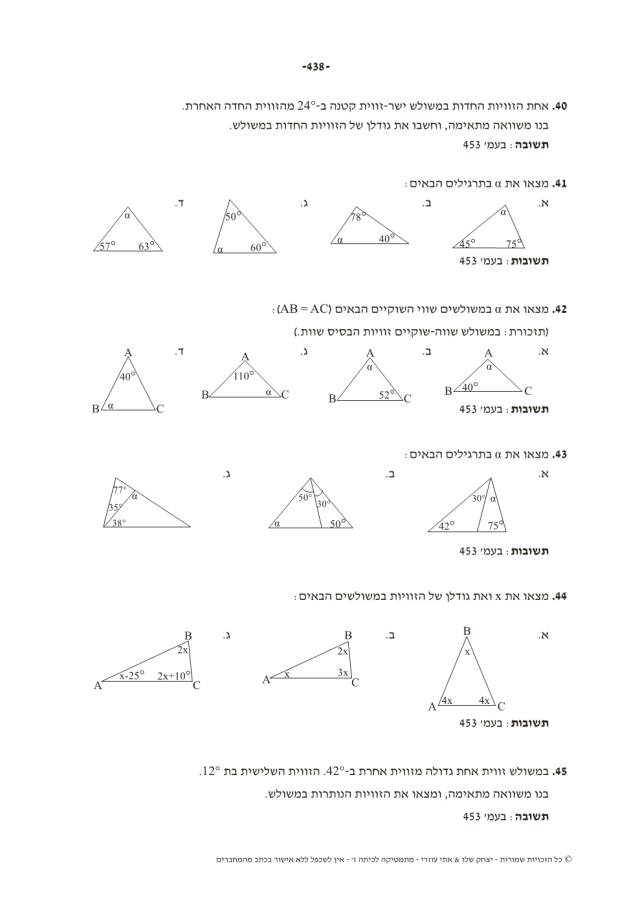 -438-
40. אחת הזוויות החדות במשולש ישר-זווית קטנה ב-24° מהזווית החדה האחרת.
בנו משוואה מתאימה, וחשבו את גודלן של הזוויות החדות במשולש.
תשובה : בעמ' 453
41. מצאו את α בתרגילים הבאים :
א. ב. ג. ד.
α 45° 75°
78° α 40°
50° α 60°
α 57° 63°
תשובות : בעמ' 453
42. מצאו את α במשולשים שווי השוקיים הבאים (AB = AC) :
(תזכורת : במשולש שווה-שוקיים זוויות הבסיס שוות.)
א. ב. ג. ד.
A α B 40° C
A α B 52° C
A 110° B α C
A 40° B α C
תשובות : בעמ' 453
43. מצאו את α בתרגילים הבאים :
א. ב. ג.
30° α 42° 75°
50° 30° α 50°
77° α 35° 38°
תשובות : בעמ' 453
44. מצאו את x ואת גודלן של הזוויות במשולשים הבאים :
א. ב. ג.
B x A 4x 4x C
B 2x A x 3x C
B 2x A x-25° 2x+10° C
תשובות : בעמ' 453
45. במשולש זווית אחת גדולה מזווית אחרת ב-42°. הזווית השלישית בת 12°.
בנו משוואה מתאימה, ומצאו את הזוויות הנותרות במשולש.
תשובה : בעמ' 453
© כל הזכויות שמורות - יצחק שלו & אתי עוזרי - מתמטיקה לכיתה ז' - אין לשכפל ללא אישור בכתב מהמחברים